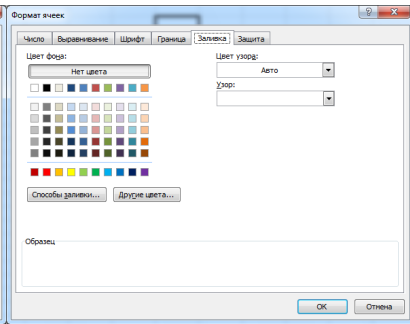 Формат ячеек
Число Выравнивание Шрифт Граница Заливка Защита
Цвет фона: Цвет узора:
Нет цвета Авто
Узор:
Способы заливки... Другие цвета...
Образец
ОК Отмена